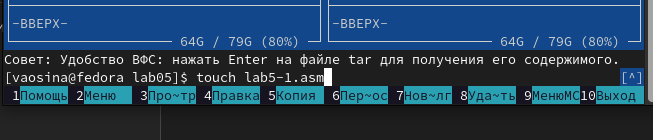 -ВВЕРХ- -ВВЕРХ-
64G / 79G (80%) 64G / 79G (80%)
Совет: Удобство ВФС: нажать Enter на файле tar для получения его содержимого.
[vaosina@fedora lab05]$ touch lab5-1.asm [^]
1Помощь 2Меню 3Про~тр 4Правка 5Копия 6Пер~ос 7Нов~лг 8Уда~ть 9МенюMC 10Выход